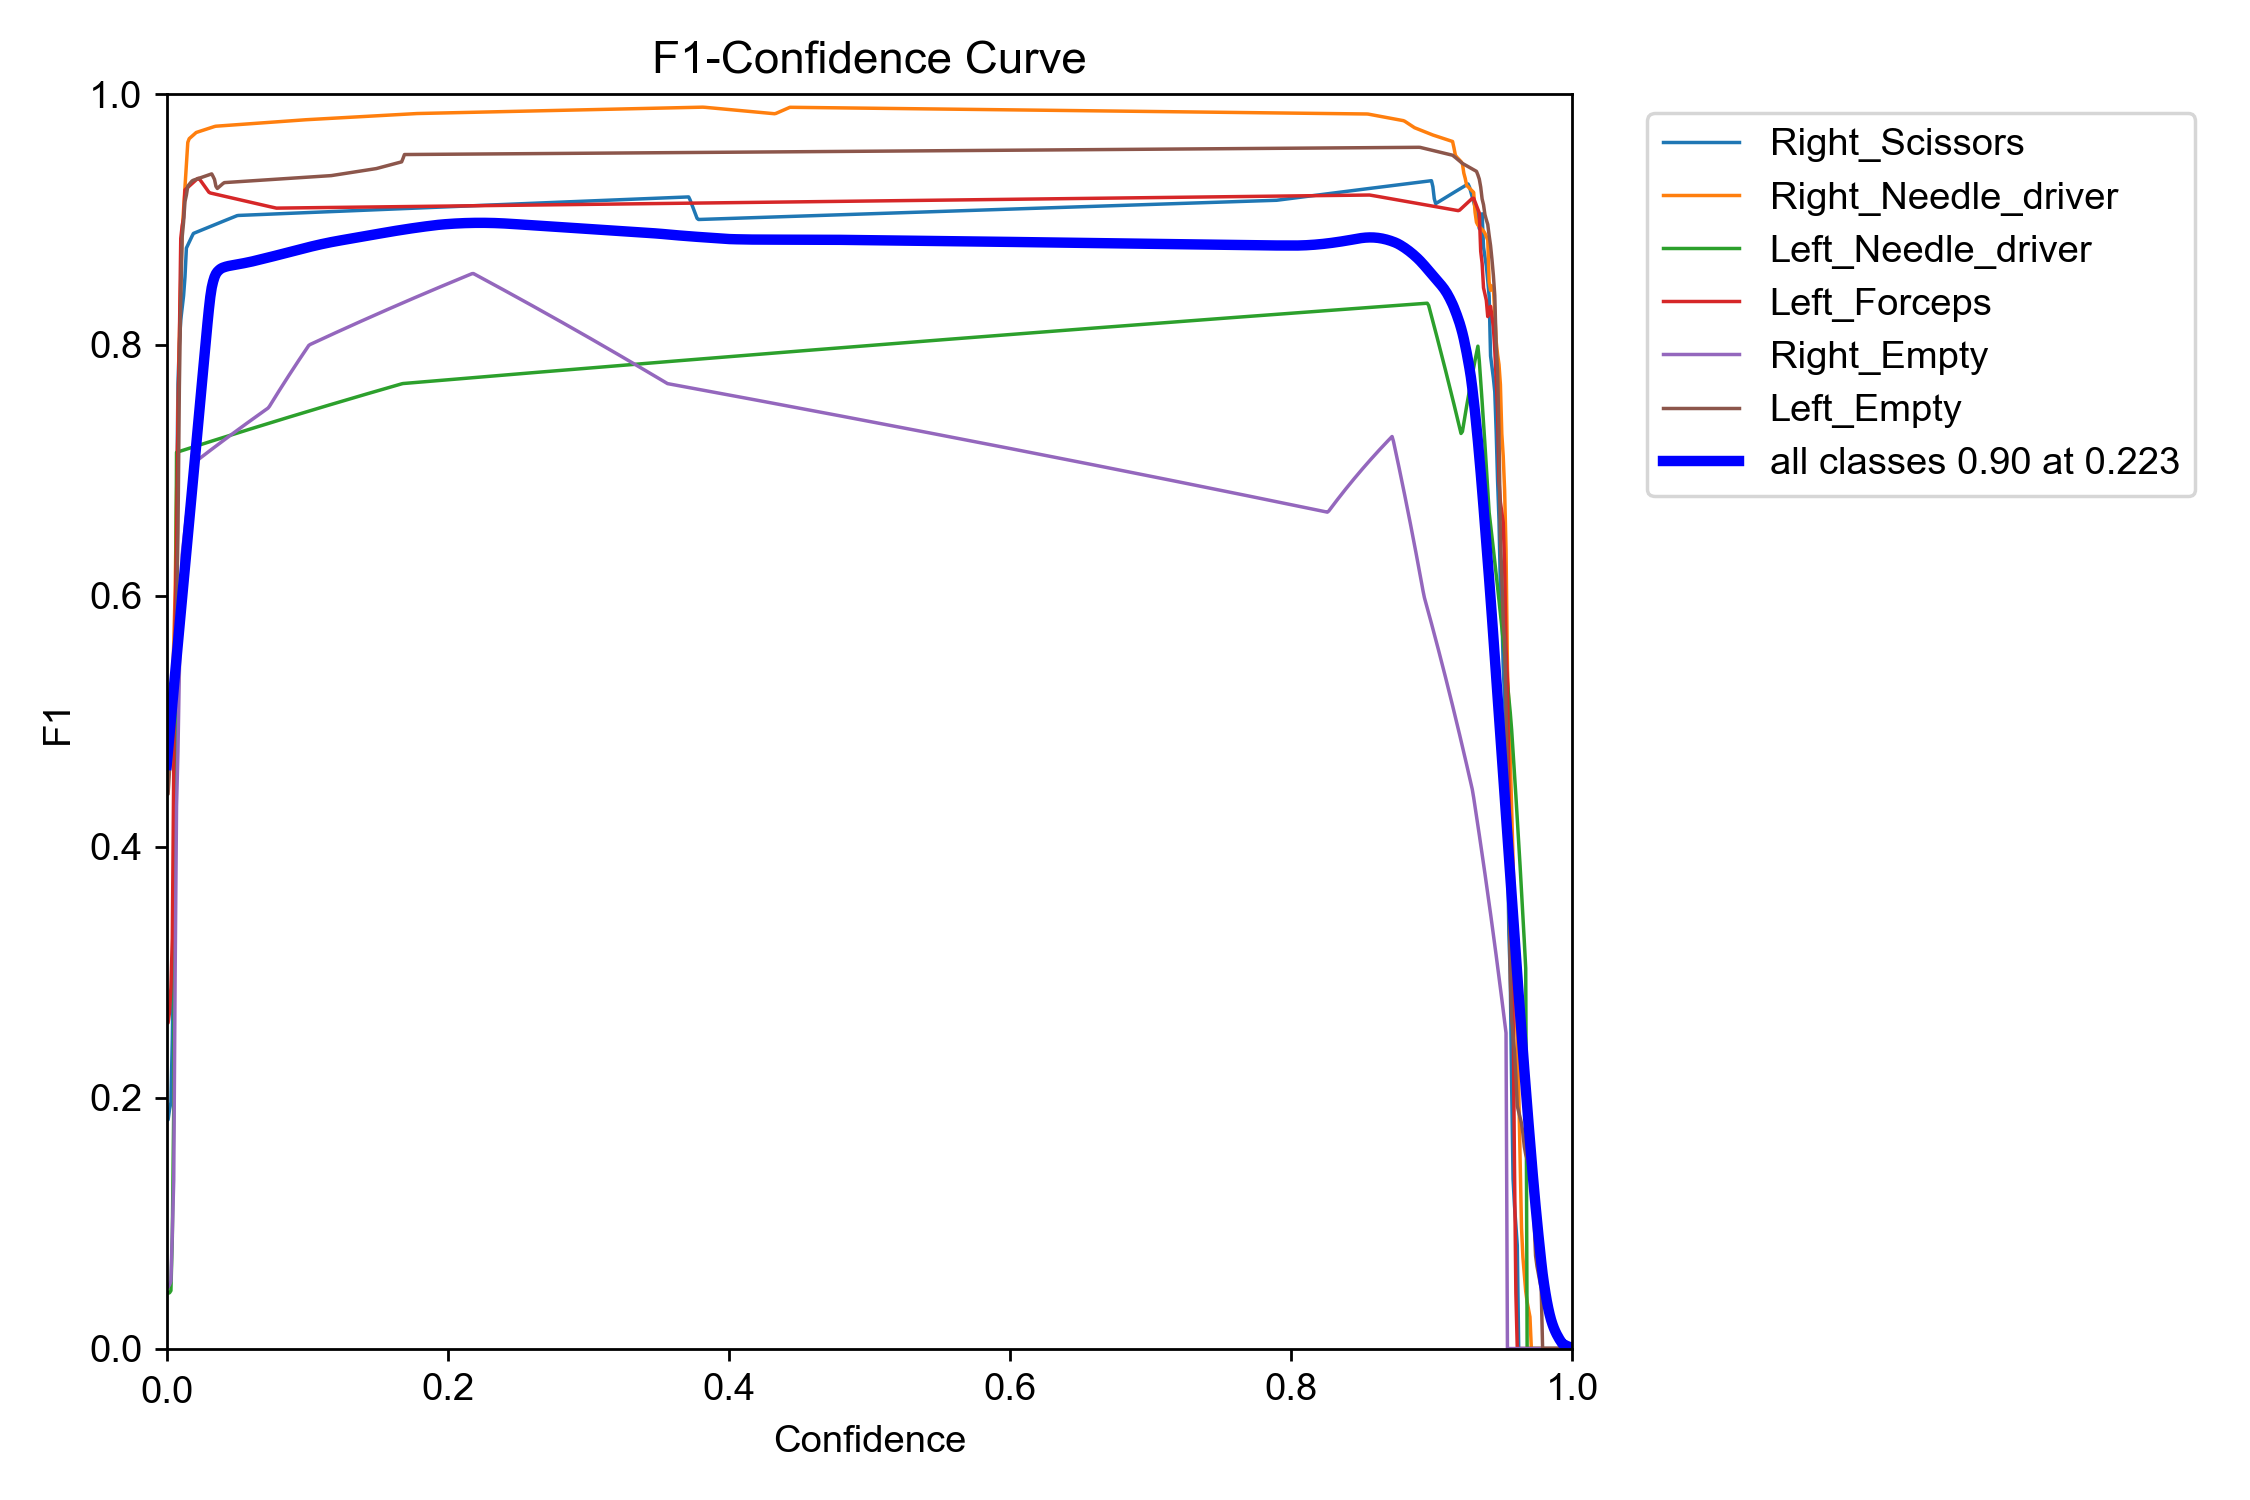 F1-Confidence Curve
1.0
0.8
0.6
0.4
0.2
0.0
F1
0.0 0.2 0.4 0.6 0.8 1.0
Confidence
Right_Scissors
Right_Needle_driver
Left_Needle_driver
Left_Forceps
Right_Empty
Left_Empty
all classes 0.90 at 0.223